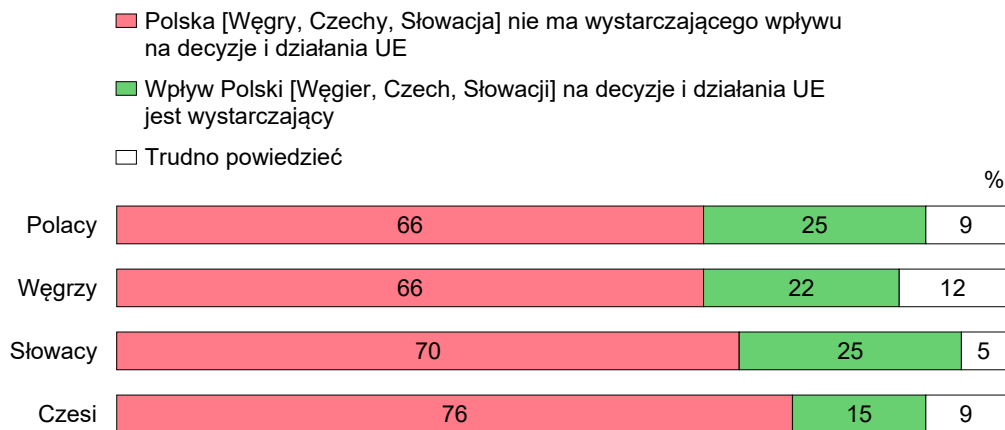 Polska [Węgry, Czechy, Słowacja] nie ma wystarczającego wpływu
na decyzje i działania UE
Wpływ Polski [Węgier, Czech, Słowacji] na decyzje i działania UE
jest wystarczający
Trudno powiedzieć
%
Polacy 66 25 9
Węgrzy 66 22 12
Słowacy 70 25 5
Czesi 76 15 9